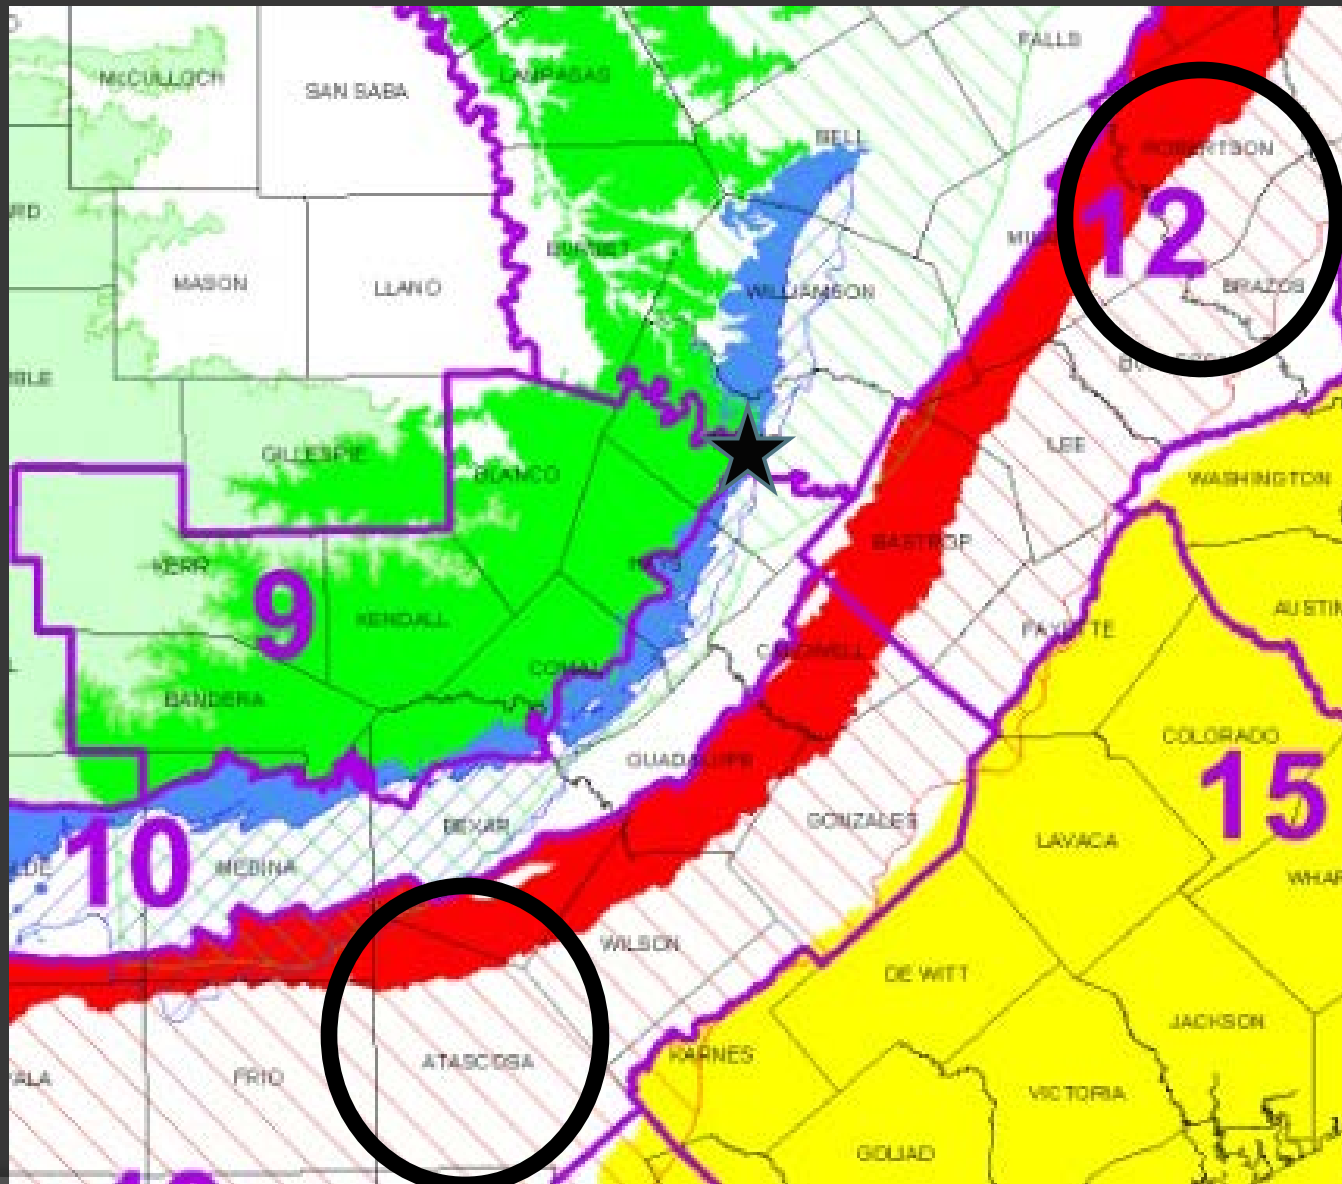 FALLS
McCULLOCH
LAMPASAS
SAN SABA
BELL
ROBERTSON
12
BURNET
MASON
LLANO
WILLIAMSON
BRAZOS
GILLESPIE
BLANCO
LEE
WASHINGTON
HAYS
BASTROP
KERR
9
KENDALL
FAYETTE
CALDWELL
COMAL
BANDERA
COLORADO
GUADALUPE
15
GONZALES
BEXAR
LAVACA
10
MEDINA
WILSON
DE WITT
JACKSON
KARNES
ATASCOSA
FRIO
VICTORIA
GOLIAD